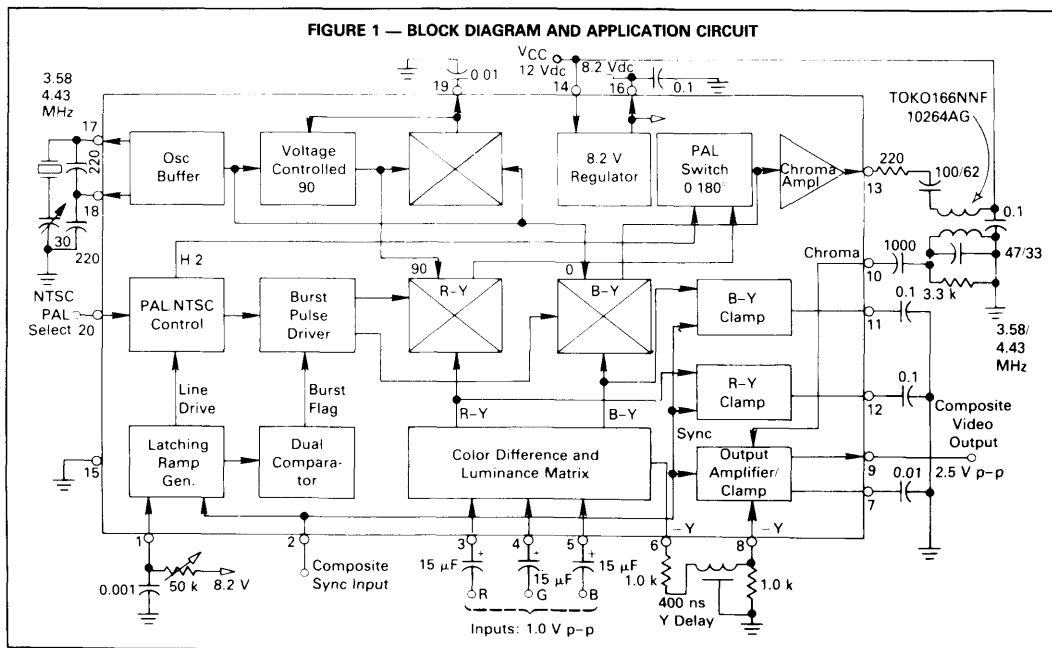 FIGURE 1 — BLOCK DIAGRAM AND APPLICATION CIRCUIT
VCC
12 Vdc
8.2 Vdc
0 01
19
14
16
0.1
3.58
4.43
MHz
17
220
18
30
220
Osc
Buffer
Voltage
Controlled
90
8.2 V
Regulator
PAL
Switch
0 180°
Chroma
Ampl
13
220
100/62
TOKO166NNF
10264AG
0.1
47/33
3.3 k
3.58/
4.43
MHz
Chroma
1000
10
H 2
NTSC
PAL
Select
20
PAL NTSC
Control
Burst
Pulse
Driver
90
R–Y
0
B–Y
B–Y
Clamp
0.1
11
R–Y
Clamp
0.1
12
Line
Drive
Burst
Flag
R–Y
B–Y
Sync
Composite
Video
Output
15
Latching
Ramp
Gen.
Dual
Compara-
tor
Color Difference and
Luminance Matrix
Output
Amplifier/
Clamp
9
2.5 V p–p
0.01
7
–Y
–Y
1
2
3
4
5
6
8
0.001
50 k
8.2 V
Composite
Sync Input
15 µF
+
15 µF
+
15 µF
+
R
G
B
Inputs: 1.0 V p–p
1.0 k
400 ns
Y Delay
1.0 k